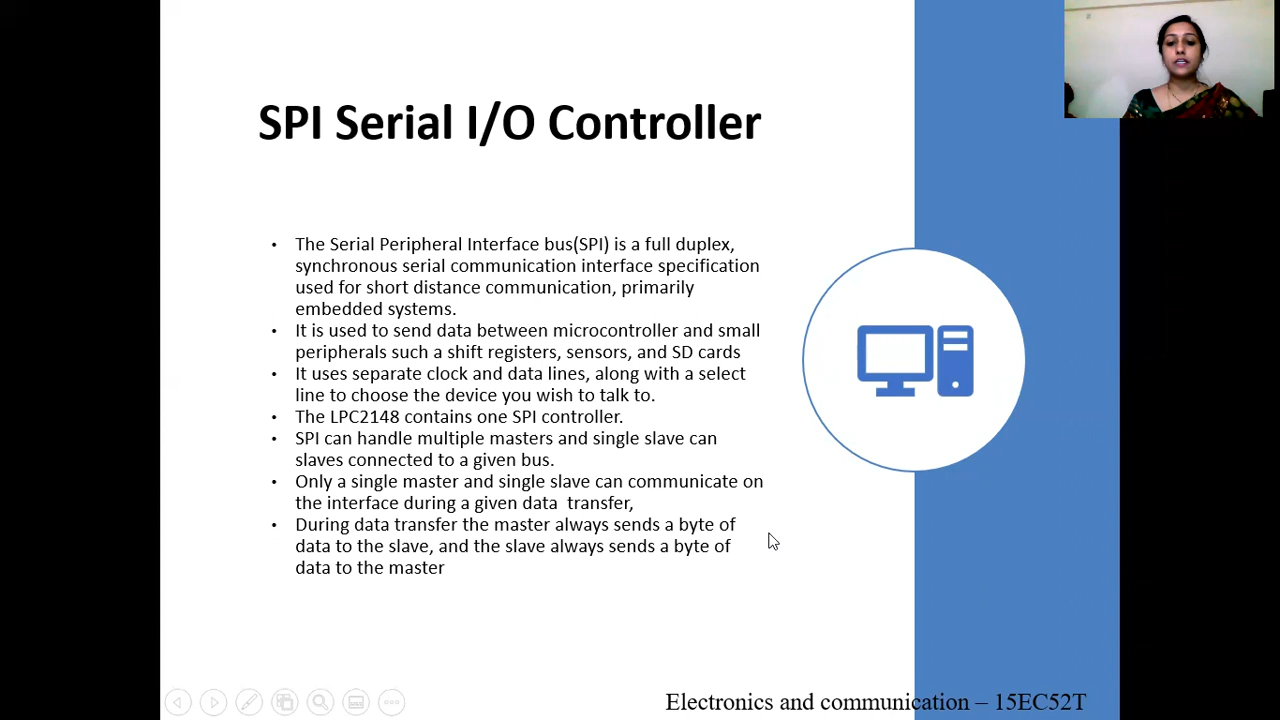 SPI Serial I/O Controller
• The Serial Peripheral Interface bus(SPI) is a full duplex,
synchronous serial communication interface specification
used for short distance communication, primarily
embedded systems.
• It is used to send data between microcontroller and small
peripherals such a shift registers, sensors, and SD cards
• It uses separate clock and data lines, along with a select
line to choose the device you wish to talk to.
• The LPC2148 contains one SPI controller.
• SPI can handle multiple masters and single slave can
slaves connected to a given bus.
• Only a single master and single slave can communicate on
the interface during a given data transfer,
• During data transfer the master always sends a byte of
data to the slave, and the slave always sends a byte of
data to the master
Electronics and communication – 15EC52T